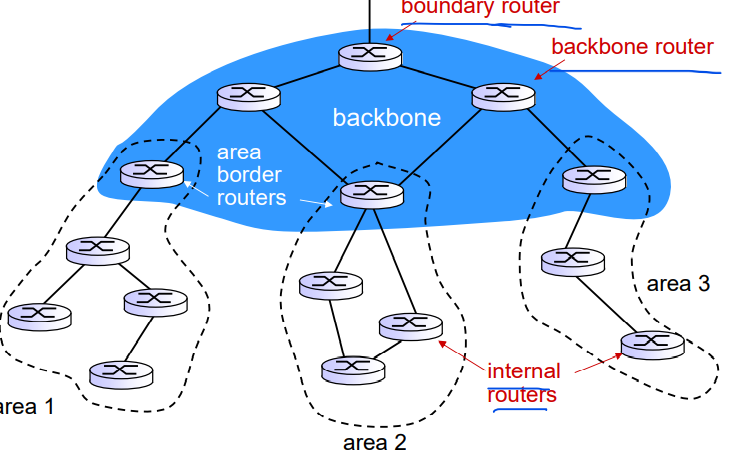 boundary router
backbone router
backbone
area
border
routers
area 3
internal
routers
area 1
area 2